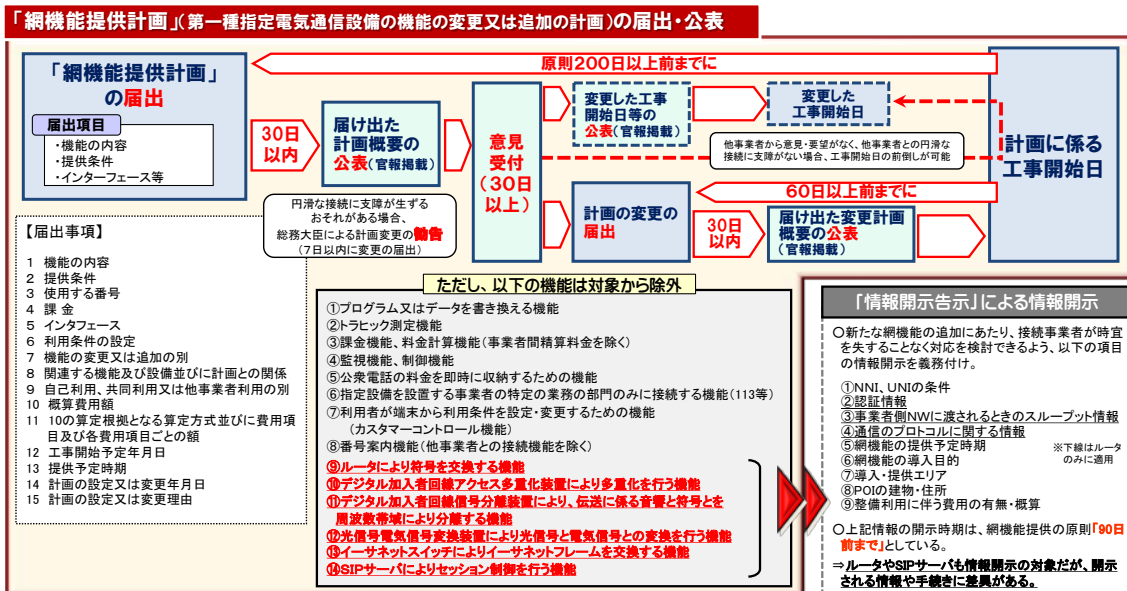 「網機能提供計画」(第一種指定電気通信設備の機能の変更又は追加の計画)の届出・公表
原則200日以上前までに
「網機能提供計画」
の届出
届出項目
・機能の内容
・提供条件
・インターフェース等
30日
以内
届け出た
計画概要の
公表(官報掲載)
意見
受付
(30日
以上)
変更した工事
開始日等の
公表(官報掲載)
変更した
工事開始日
計画に係る
工事開始日
他事業者から意見・要望がなく、他事業者との円滑な
接続に支障がない場合、工事開始日の前倒しが可能
60日以上前までに
計画の変更の
届出
30日
以内
届け出た変更計画
概要の公表
(官報掲載)
円滑な接続に支障が生ずる
おそれがある場合、
総務大臣による計画変更の勧告
(7日以内に変更の届出)
【届出事項】
1 機能の内容
2 提供条件
3 使用する番号
4 課 金
5 インタフェース
6 利用条件の設定
7 機能の変更又は追加の別
8 関連する機能及び設備並びに計画との関係
9 自己利用、共同利用又は他事業者利用の別
10 概算費用額
11 10の算定根拠となる算定方式並びに費用項
目及び各費用項目ごとの額
12 工事開始予定年月日
13 提供予定時期
14 計画の設定又は変更年月日
15 計画の設定又は変更理由
ただし、以下の機能は対象から除外
①プログラム又はデータを書き換える機能
②トラヒック測定機能
③課金機能、料金計算機能(事業者間精算料金を除く)
④監視機能、制御機能
⑤公衆電話の料金を即時に収納するための機能
⑥指定設備を設置する事業者の特定の業務の部門のみに接続する機能(113等)
⑦利用者が端末から利用条件を設定・変更するための機能
(カスタマーコントロール機能)
⑧番号案内機能(他事業者との接続機能を除く)
⑨ルータにより符号を交換する機能
⑩デジタル加入者回線アクセス多重化装置により多重化を行う機能
⑪デジタル加入者回線信号分離装置により、伝送に係る音響と符号とを
周波数帯域により分離する機能
⑫光信号電気信号変換装置により光信号と電気信号との変換を行う機能
⑬イーサネットスイッチによりイーサネットフレームを交換する機能
⑭SIPサーバによりセッション制御を行う機能
「情報開示告示」による情報開示
○新たな網機能の追加にあたり、接続事業者が時宜
を失することなく対応を検討できるよう、以下の項目
の情報開示を義務付け。
①NNI、UNIの条件
②認証情報
③事業者側NWに渡されるときのスループット情報
④通信のプロトコルに関する情報
⑤網機能の提供予定時期
※下線はルータ
のみに適用
⑥網機能の導入目的
⑦導入・提供エリア
⑧POIの建物・住所
⑨整備利用に伴う費用の有無・概算
○上記情報の開示時期は、網機能提供の原則「90日
前まで」としている。
⇒ルータやSIPサーバも情報開示の対象だが、開示
される情報や手続きに差異がある。